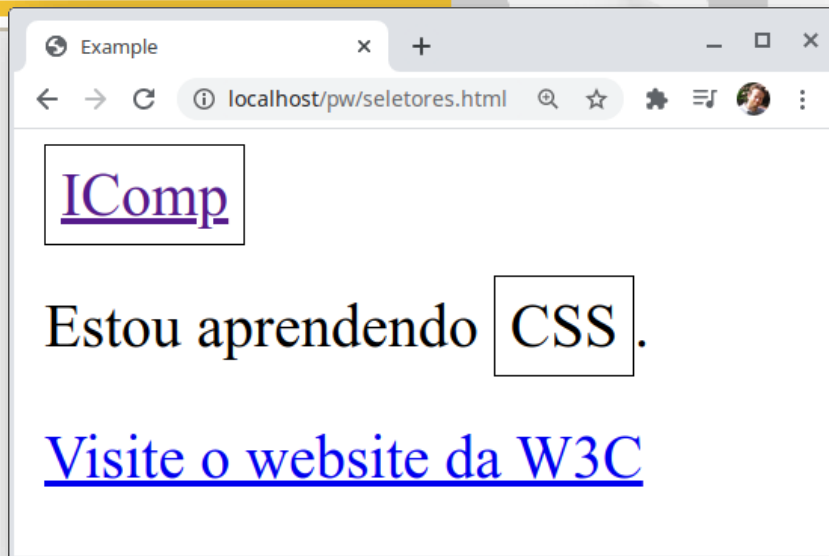 Example
localhost/pw/seletores.html
IComp
Estou aprendendo CSS.
Visite o website da W3C